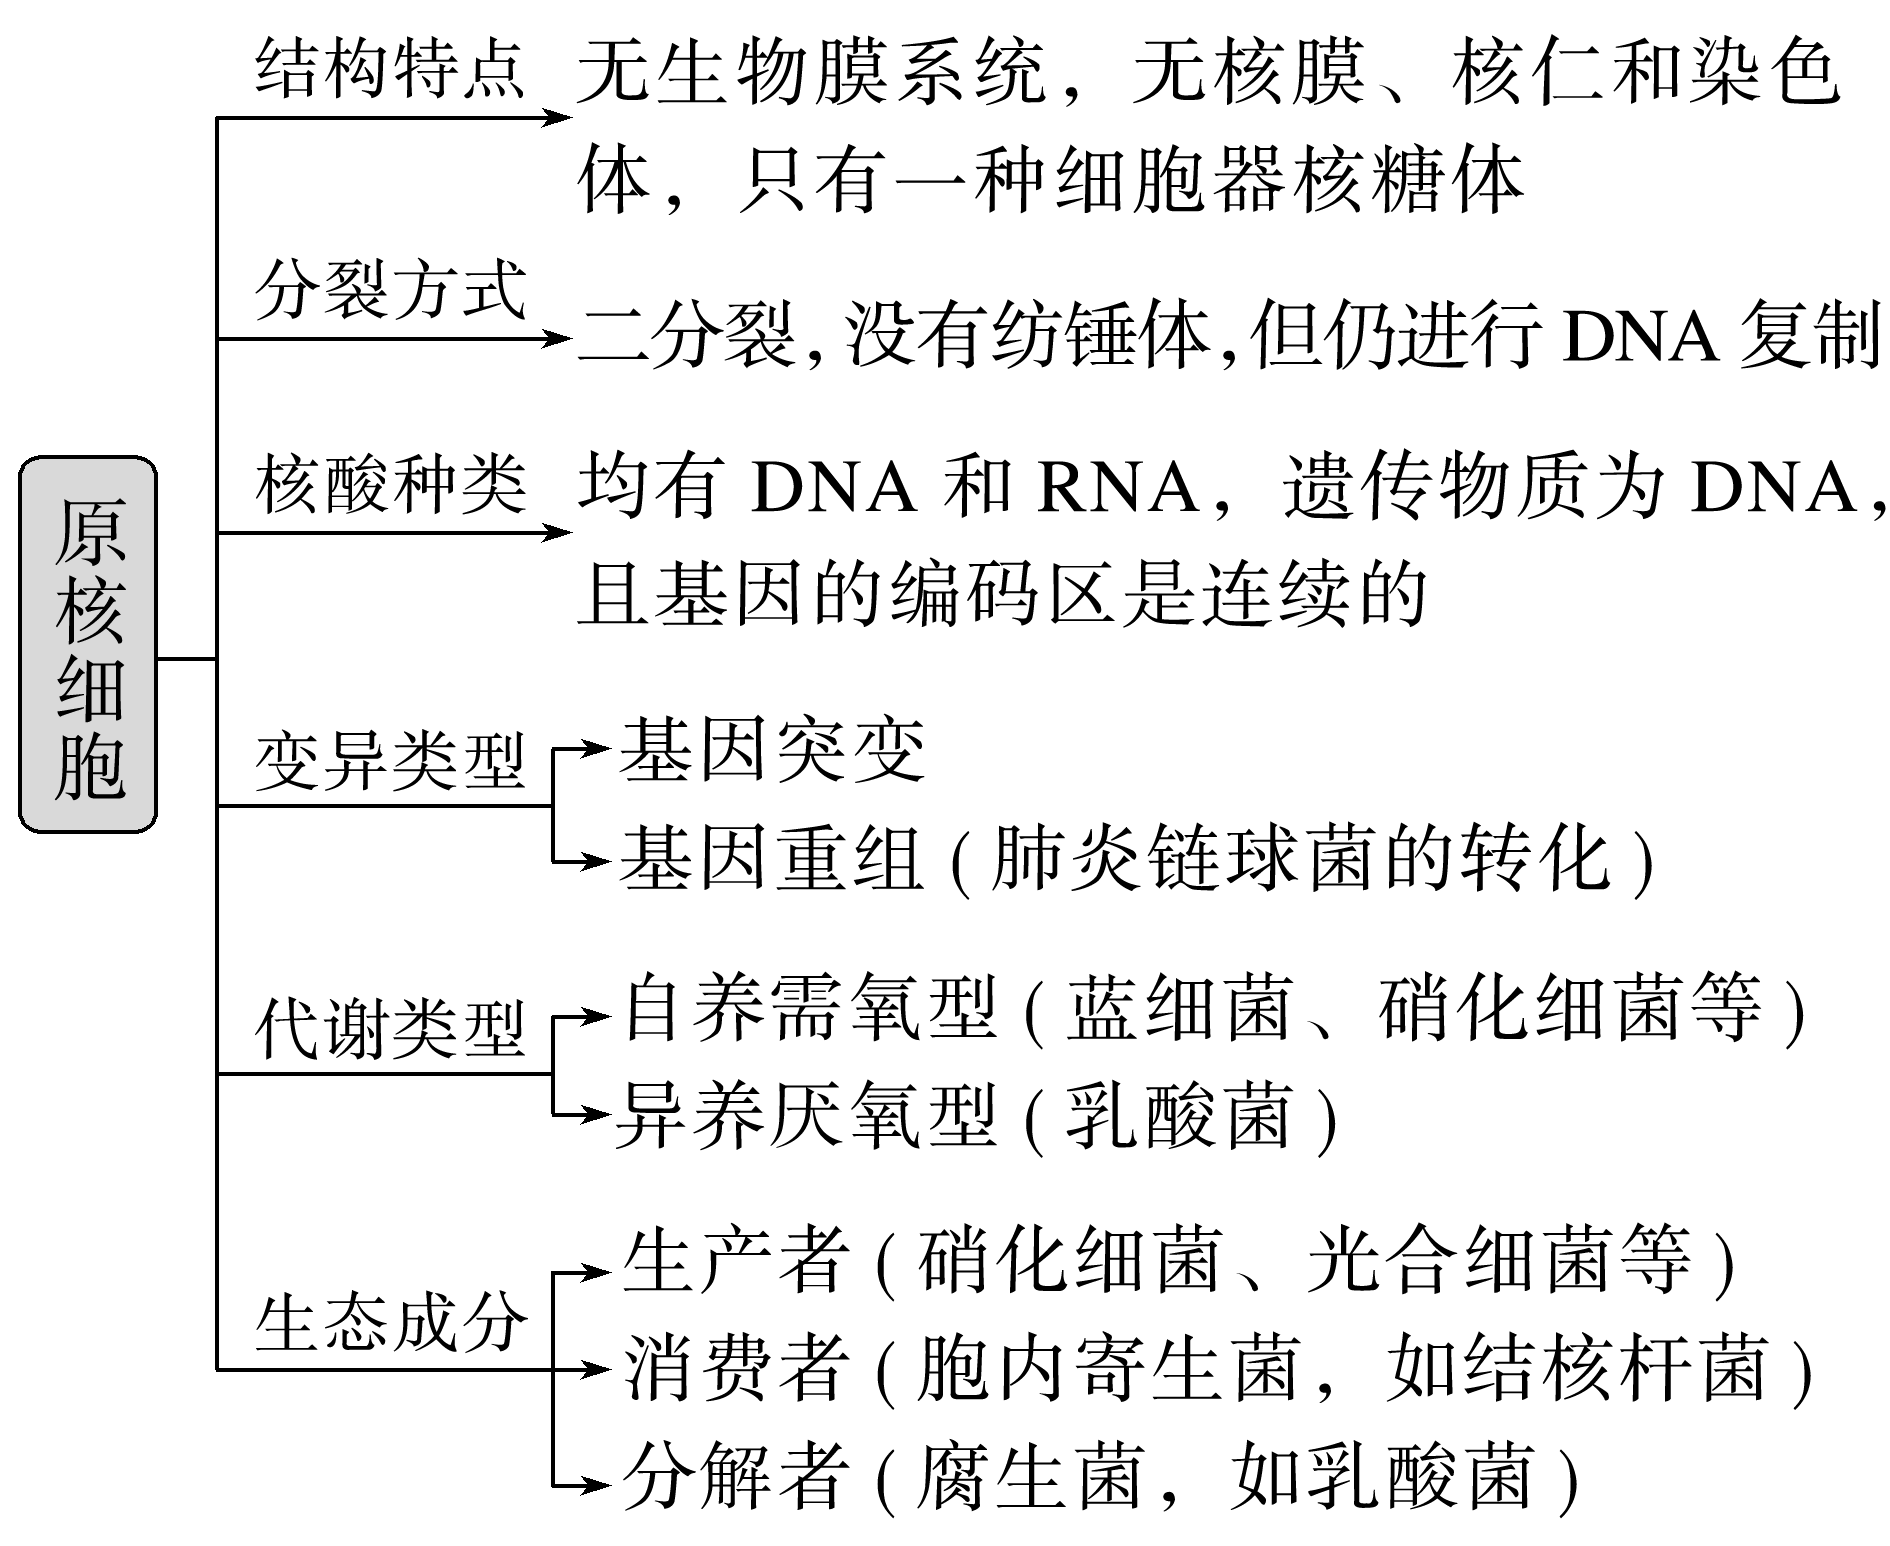 原核细胞
结构特点
无生物膜系统，无核膜、核仁和染色
体，只有一种细胞器核糖体
分裂方式
二分裂,没有纺锤体,但仍进行 DNA 复制
核酸种类
均有 DNA 和 RNA，遗传物质为 DNA，
且基因的编码区是连续的
变异类型
基因突变
基因重组(肺炎链球菌的转化)
代谢类型
自养需氧型(蓝细菌、硝化细菌等)
异养厌氧型(乳酸菌)
生态成分
生产者(硝化细菌、光合细菌等)
消费者(胞内寄生菌，如结核杆菌)
分解者(腐生菌，如乳酸菌)